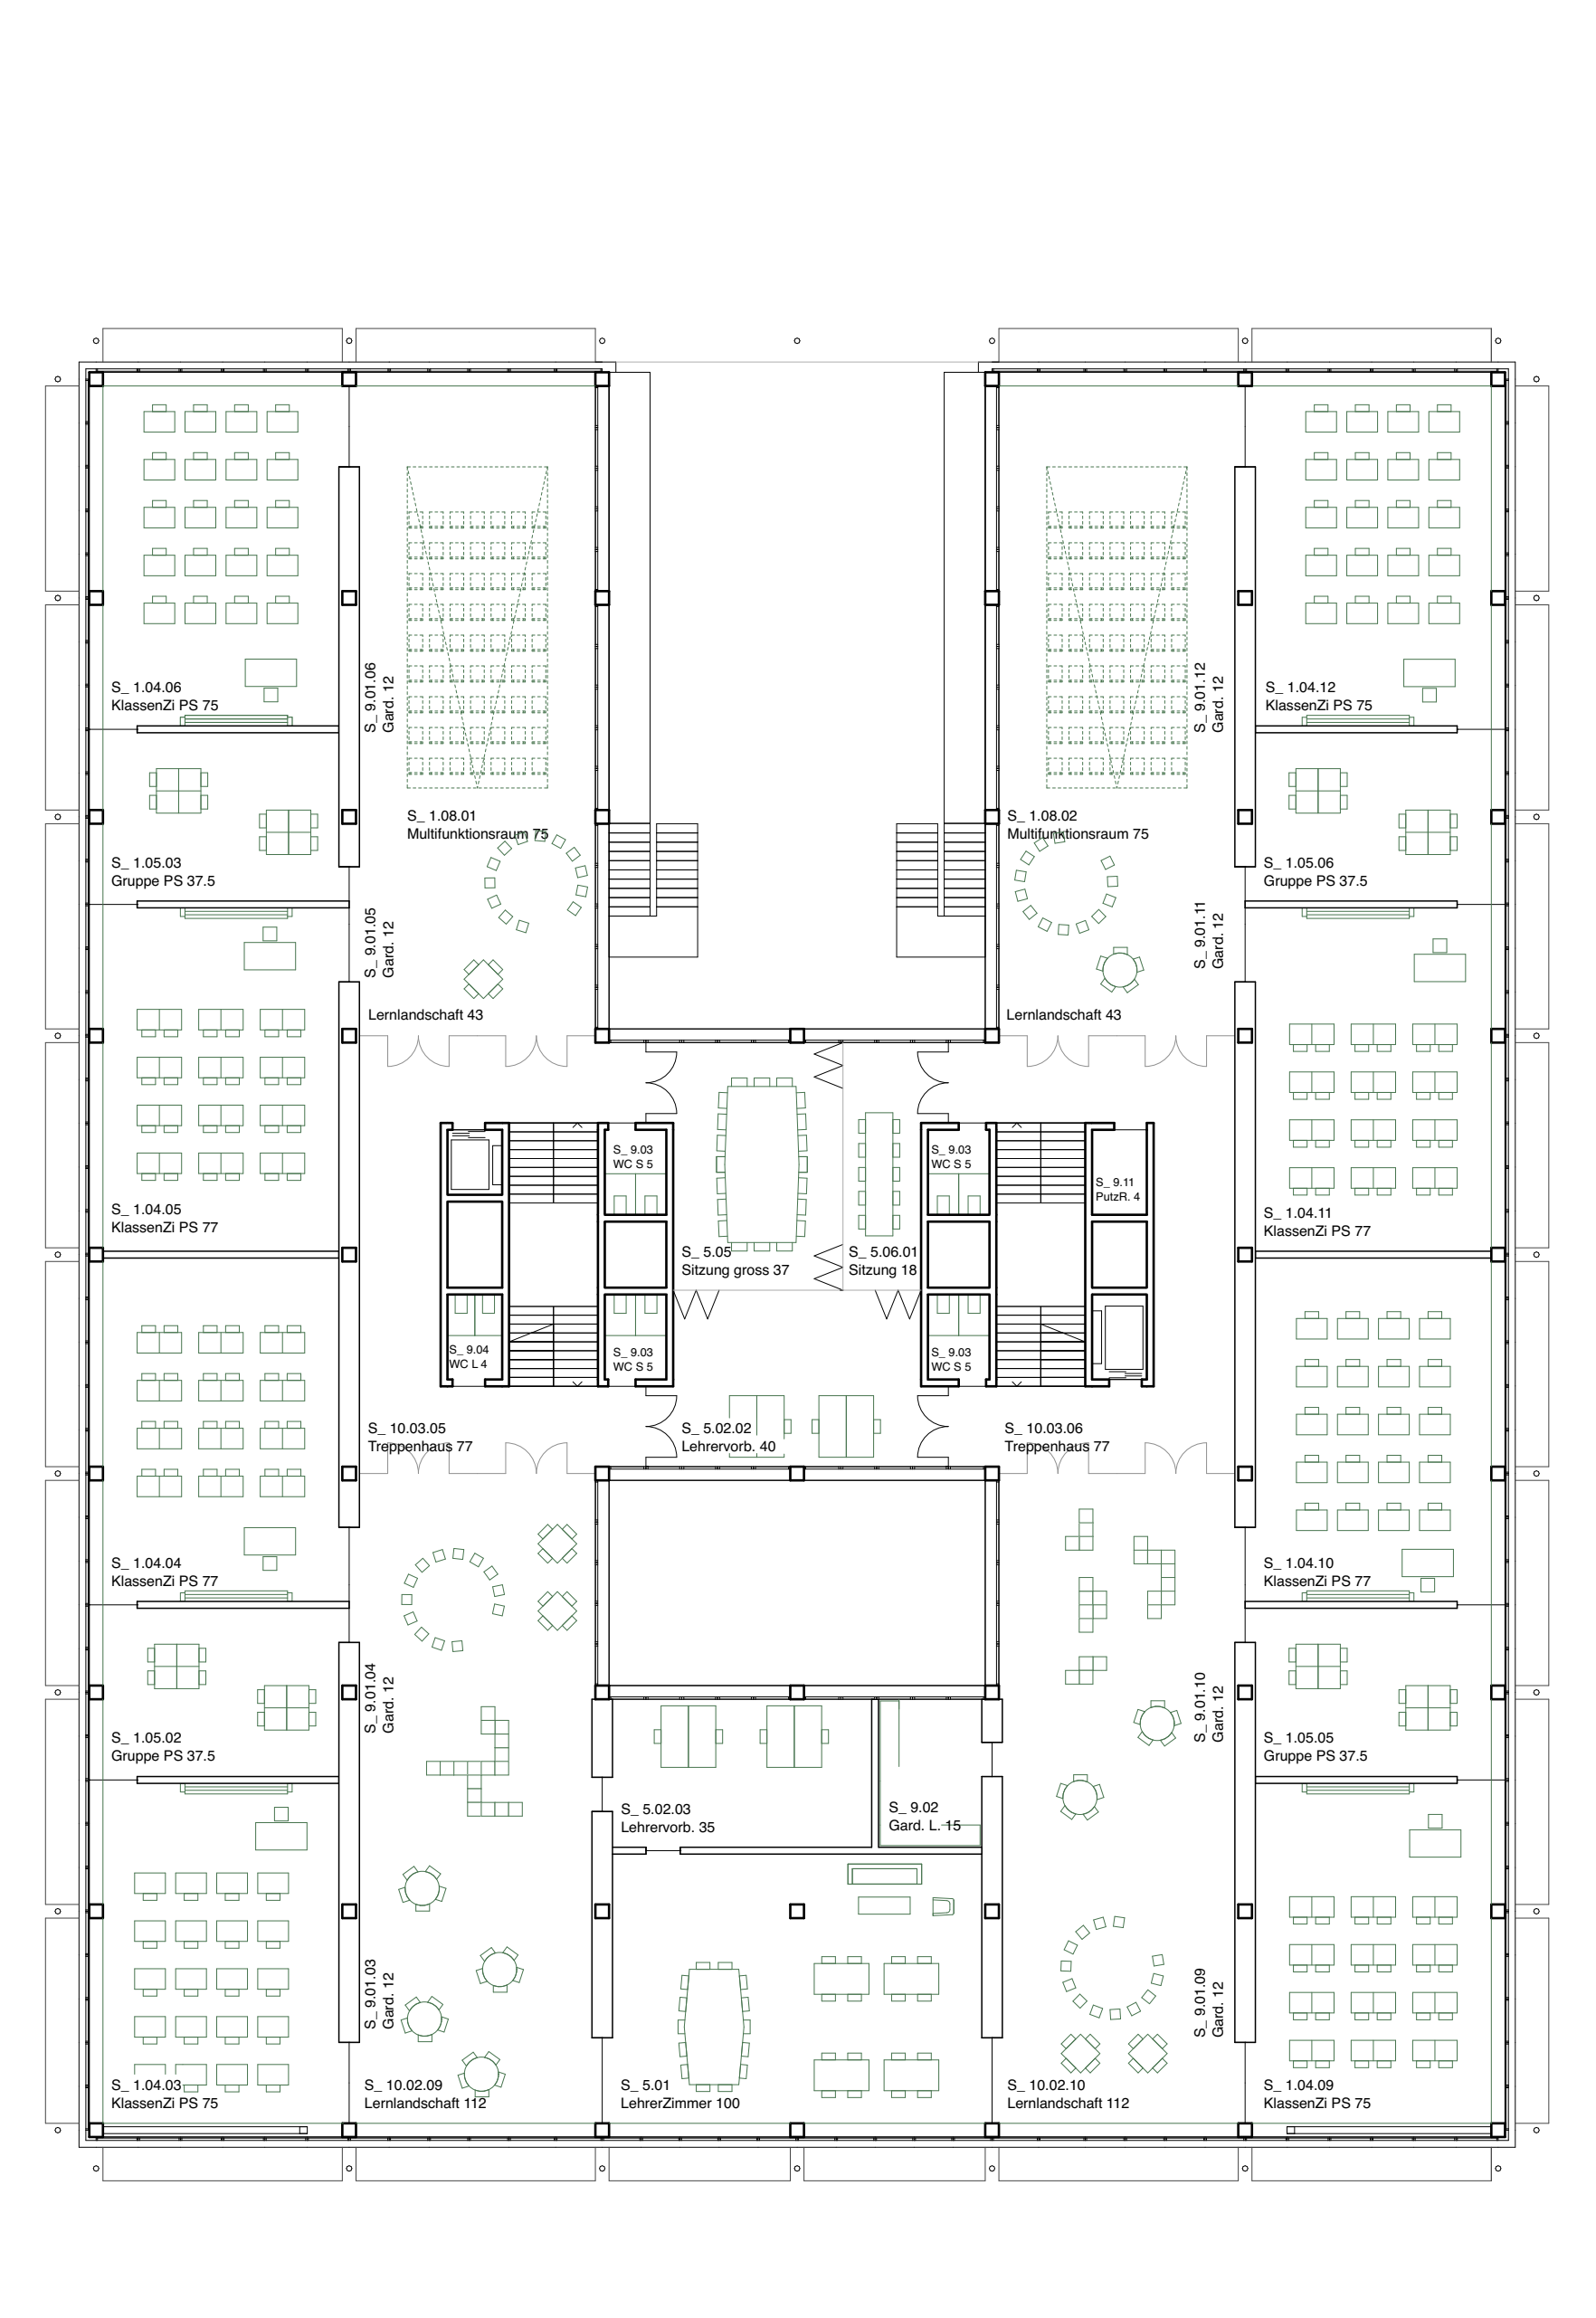 S_ 1.04.06
KlassenZi PS 75
S_ 9.01.06
Gard. 12
S_ 9.01.12
Gard. 12
S_ 1.04.12
KlassenZi PS 75
S_ 1.08.01
Multifunktionsraum 75
S_ 1.08.02
Multifunktionsraum 75
S_ 1.05.03
Gruppe PS 37.5
S_ 1.05.06
Gruppe PS 37.5
S_ 9.01.05
Gard. 12
S_ 9.01.11
Gard. 12
Lernlandschaft 43
Lernlandschaft 43
S_ 9.03
WC S 5
S_ 9.03
WC S 5
S_ 9.11
PutzR. 4
S_ 1.04.05
KlassenZi PS 77
S_ 1.04.11
KlassenZi PS 77
S_ 5.05
Sitzung gross 37
S_ 5.06.01
Sitzung 18
S_ 9.04
WC L 4
S_ 9.03
WC S 5
S_ 9.03
WC S 5
S_ 10.03.05
Treppenhaus 77
S_ 5.02.02
Lehrervorb. 40
S_ 10.03.06
Treppenhaus 77
S_ 1.04.04
KlassenZi PS 77
S_ 1.04.10
KlassenZi PS 77
S_ 9.01.04
Gard. 12
S_ 9.01.10
Gard. 12
S_ 1.05.02
Gruppe PS 37.5
S_ 1.05.05
Gruppe PS 37.5
S_ 5.02.03
Lehrervorb. 35
S_ 9.02
Gard. L. 15
S_ 9.01.03
Gard. 12
S_ 9.01.09
Gard. 12
S_ 1.04.03
KlassenZi PS 75
S_ 10.02.09
Lernlandschaft 112
S_ 5.01
LehrerZimmer 100
S_ 10.02.10
Lernlandschaft 112
S_ 1.04.09
KlassenZi PS 75